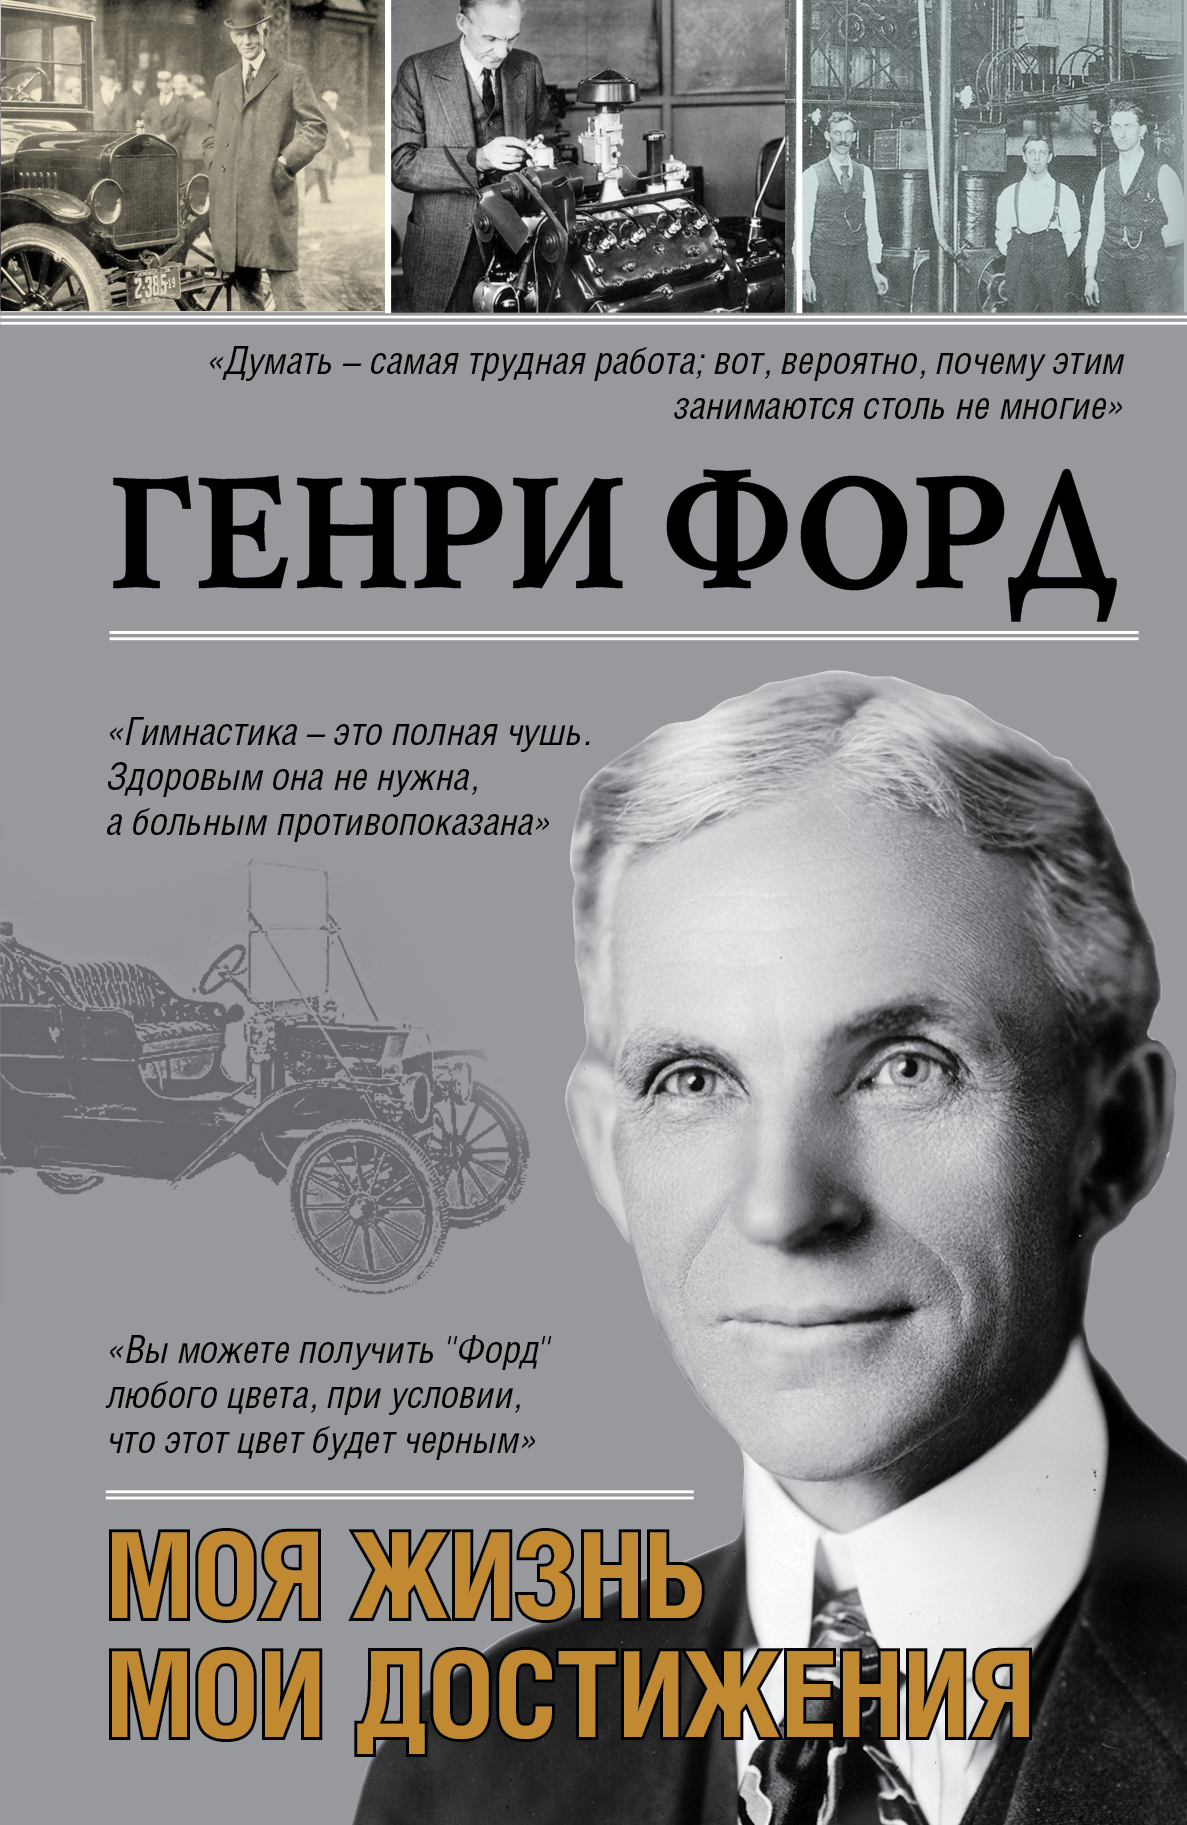 «Думать – самая трудная работа; вот, вероятно, почему этим
занимаются столь не многие»
ГЕНРИ ФОРД
«Гимнастика – это полная чушь.
Здоровым она не нужна,
а больным противопоказана»
«Вы можете получить "Форд"
любого цвета, при условии,
что этот цвет будет черным»
МОЯ ЖИЗНЬ
МОИ ДОСТИЖЕНИЯ